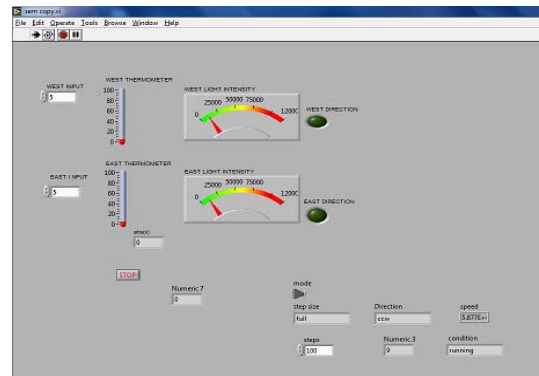 sem copy.vi
File Edit Operate Tools Browse Window Help
WEST INPUT
5
WEST THERMOMETER
100
80
60
40
20
0
WEST LIGHT INTENSITY
0 25000 50000 75000 12000
WEST DIRECTION
EAST INPUT
5
EAST THERMOMETER
100
80
60
40
20
0
EAST LIGHT INTENSITY
0 25000 50000 75000 12000
EAST DIRECTION
0
STOP
Numeric 7
0
mode
step size
full
Direction
ccw
speed
steps
100
Numeric 3
condition
running